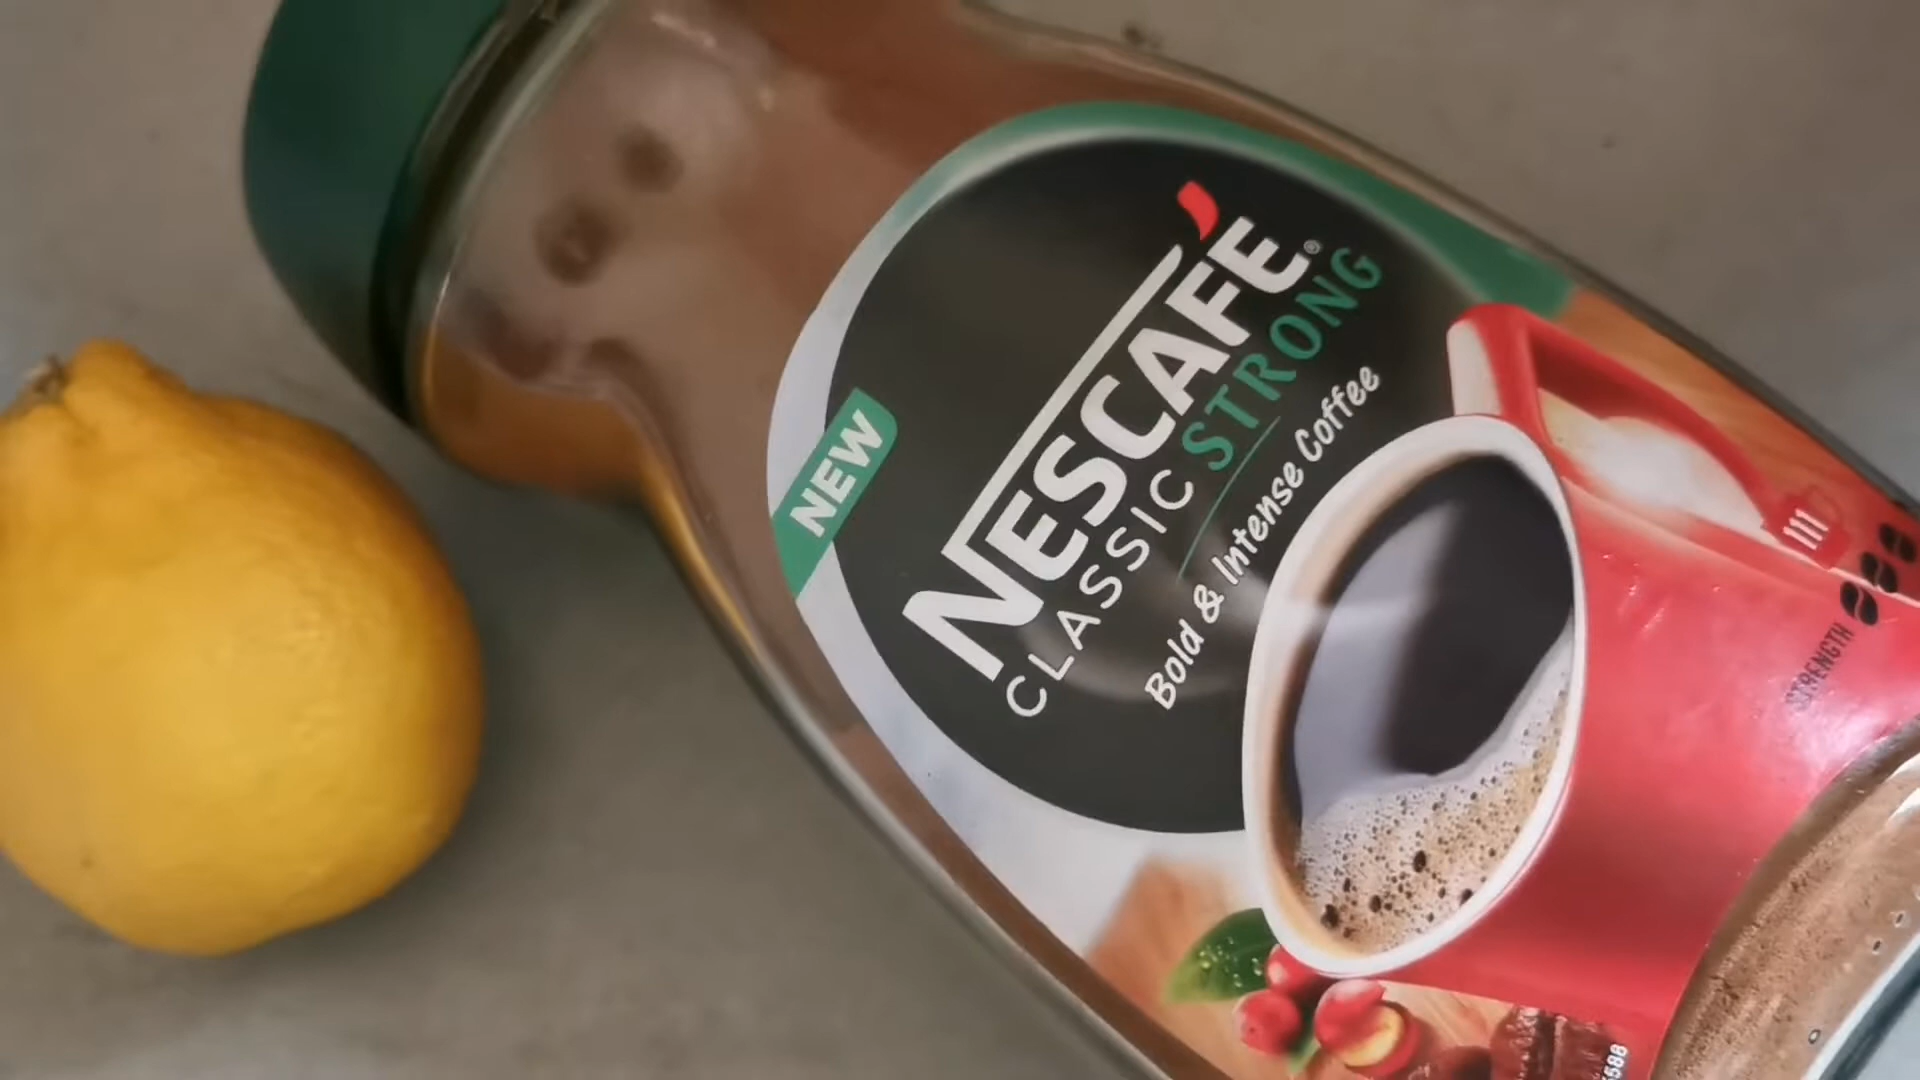 NEW
NESCAFÉ®
CLASSIC STRONG
Bold & Intense Coffee
STRENGTH